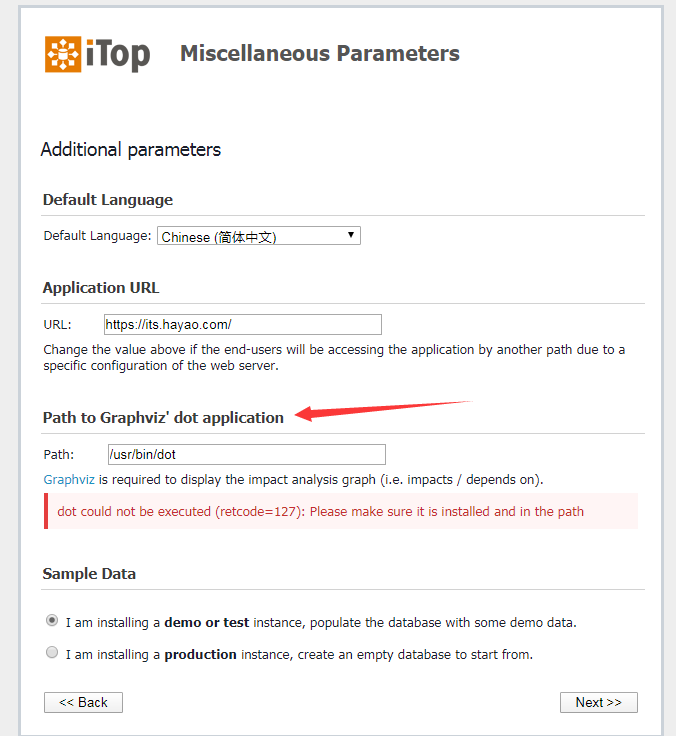 iTop
Miscellaneous Parameters
Additional parameters
Default Language
Default Language: Chinese (简体中文)
Application URL
URL: https://its.hayao.com/
Change the value above if the end-users will be accessing the application by another path due to a
specific configuration of the web server.
Path to Graphviz' dot application
Path: /usr/bin/dot
Graphviz is required to display the impact analysis graph (i.e. impacts / depends on).
dot could not be executed (retcode=127): Please make sure it is installed and in the path
Sample Data
I am installing a demo or test instance, populate the database with some demo data.
I am installing a production instance, create an empty database to start from.
<< Back
Next >>